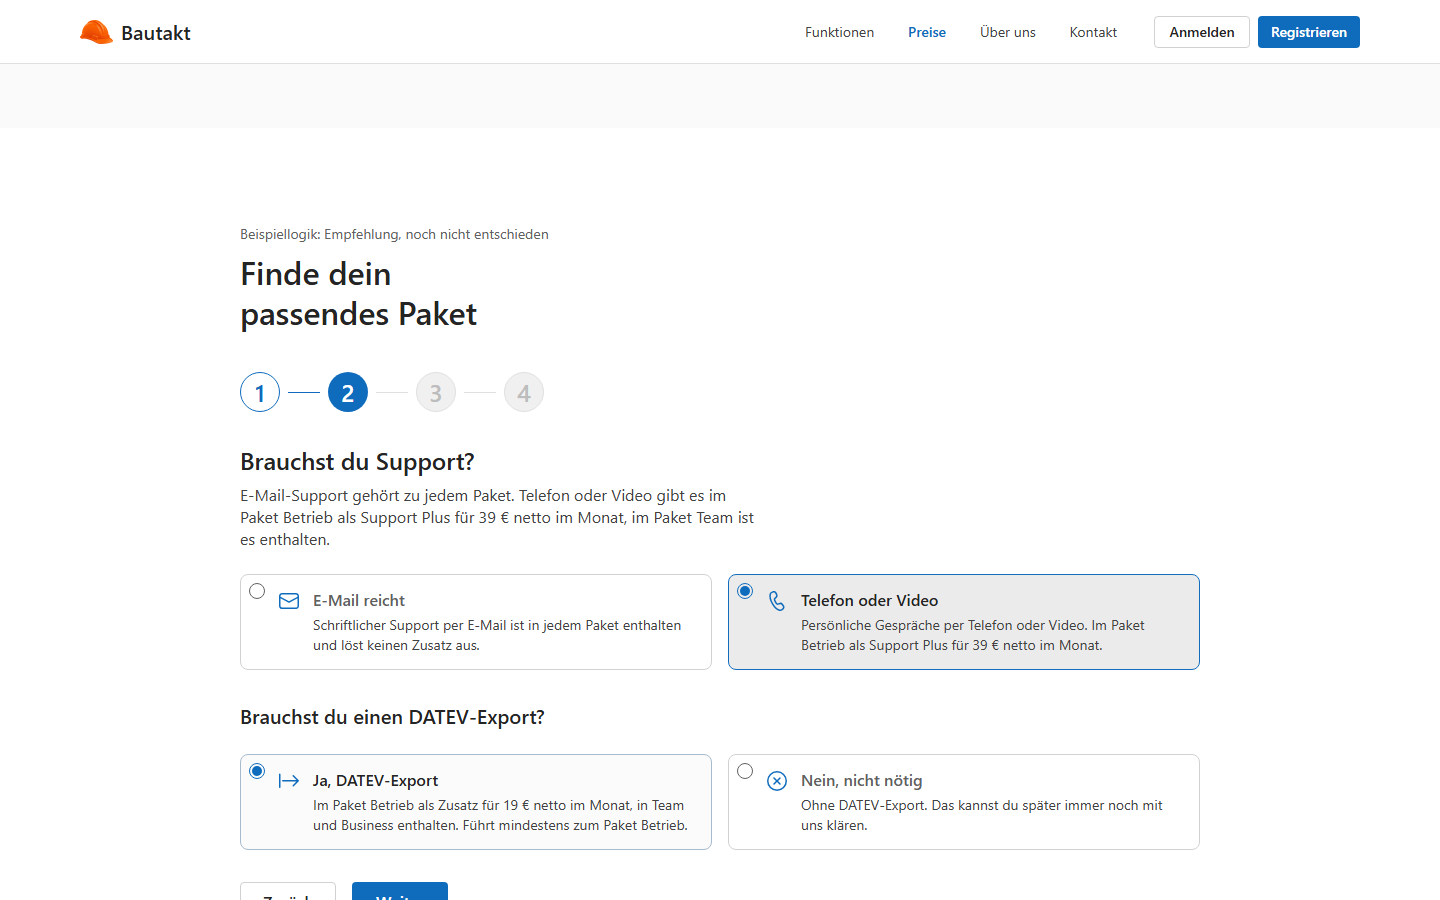 Bautakt
Funktionen
Preise
Über uns
Kontakt
Anmelden
Registrieren
Beispiellogik: Empfehlung, noch nicht entschieden
Finde dein
passendes Paket
1
2
3
4
Brauchst du Support?
E-Mail-Support gehört zu jedem Paket. Telefon oder Video gibt es im
Paket Betrieb als Support Plus für 39 € netto im Monat, im Paket Team ist
es enthalten.
E-Mail reicht
Schriftlicher Support per E-Mail ist in jedem Paket enthalten
und löst keinen Zusatz aus.
Telefon oder Video
Persönliche Gespräche per Telefon oder Video. Im Paket
Betrieb als Support Plus für 39 € netto im Monat.
Brauchst du einen DATEV-Export?
Ja, DATEV-Export
Im Paket Betrieb als Zusatz für 19 € netto im Monat, in Team
und Business enthalten. Führt mindestens zum Paket Betrieb.
Nein, nicht nötig
Ohne DATEV-Export. Das kannst du später immer noch mit
uns klären.